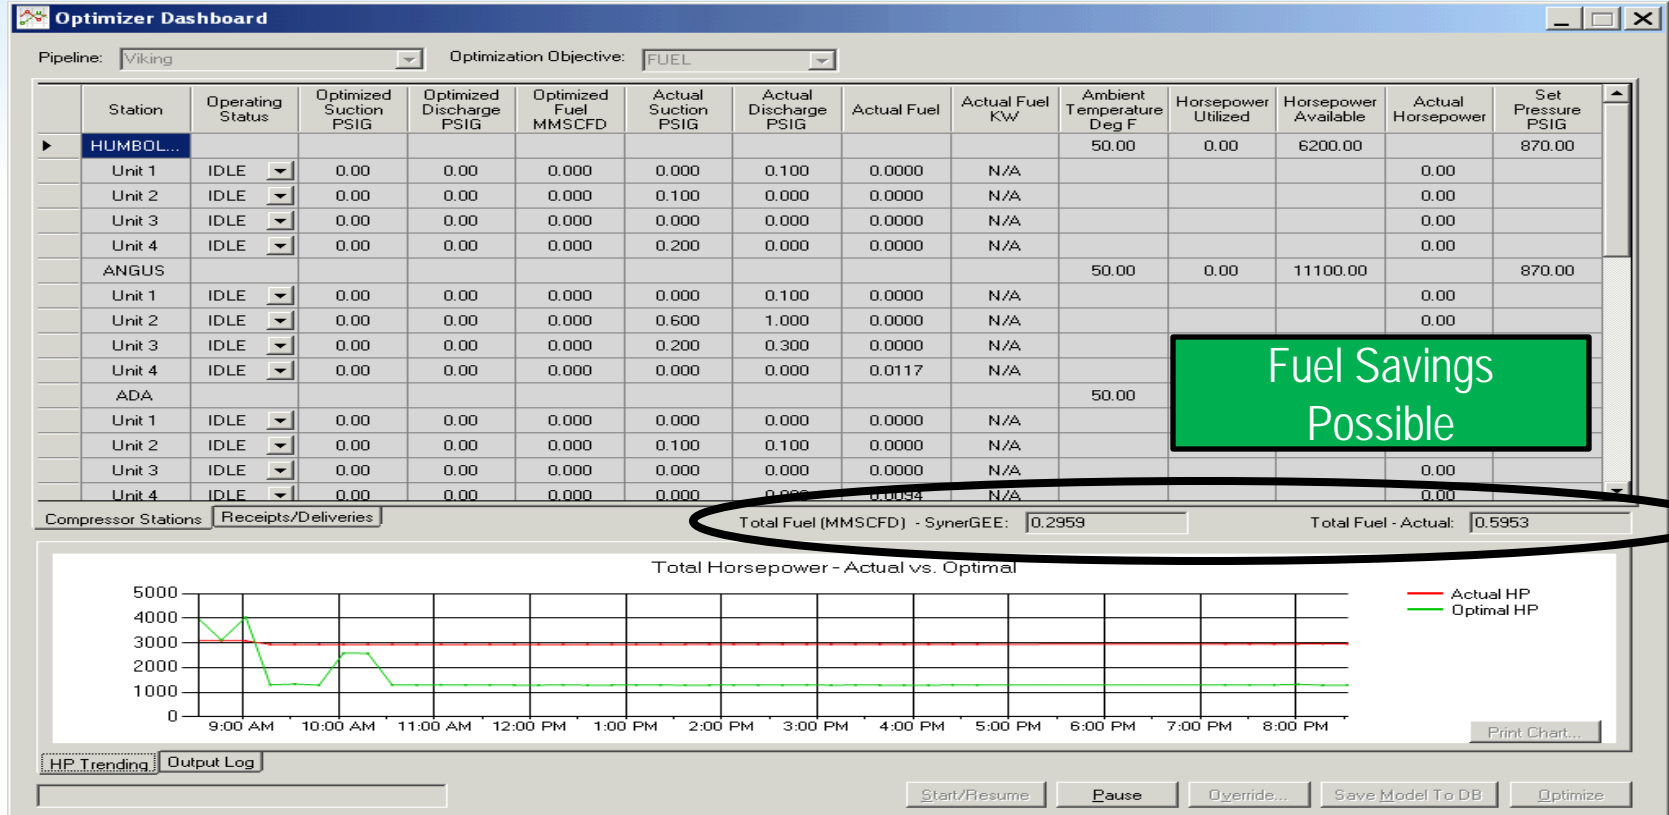 Optimizer Dashboard
Pipeline: Viking Optimization Objective: FUEL
Station Operating Status Optimized Suction PSIG Optimized Discharge PSIG Optimized Fuel MMSCFD Actual Suction PSIG Actual Discharge PSIG Actual Fuel Actual Fuel KW Ambient Temperature Deg F Horsepower Utilized Horsepower Available Actual Horsepower Set Pressure PSIG
HUMBOL... 50.00 0.00 6200.00 870.00
Unit 1 IDLE 0.00 0.00 0.000 0.000 0.100 0.0000 N/A 0.00
Unit 2 IDLE 0.00 0.00 0.000 0.100 0.000 0.0000 N/A 0.00
Unit 3 IDLE 0.00 0.00 0.000 0.000 0.000 0.0000 N/A 0.00
Unit 4 IDLE 0.00 0.00 0.000 0.200 0.000 0.0000 N/A 0.00
ANGUS 50.00 0.00 11100.00 870.00
Unit 1 IDLE 0.00 0.00 0.000 0.000 0.100 0.0000 N/A 0.00
Unit 2 IDLE 0.00 0.00 0.000 0.600 1.000 0.0000 N/A 0.00
Unit 3 IDLE 0.00 0.00 0.000 0.200 0.300 0.0000 N/A
Unit 4 IDLE 0.00 0.00 0.000 0.000 0.000 0.0117 N/A
ADA 50.00
Unit 1 IDLE 0.00 0.00 0.000 0.000 0.000 0.0000 N/A
Unit 2 IDLE 0.00 0.00 0.000 0.100 0.100 0.0000 N/A
Unit 3 IDLE 0.00 0.00 0.000 0.000 0.000 0.0000 N/A 0.00
Unit 4 IDLE 0.00 0.00 0.000 0.000 0.0094 N/A 0.00
Fuel Savings
Possible
Compressor Stations Receipts/Deliveries
Total Fuel (MMSCFD) - SynerGEE: 0.2959 Total Fuel - Actual: 0.5953
Total Horsepower - Actual vs. Optimal
5000
4000
3000
2000
1000
0
9:00 AM 10:00 AM 11:00 AM 12:00 PM 1:00 PM 2:00 PM 3:00 PM 4:00 PM 5:00 PM 6:00 PM 7:00 PM 8:00 PM
Actual HP
Optimal HP
Print Chart...
HP Trending Output Log
Start/Resume Pause Override... Save Model To DB Optimize